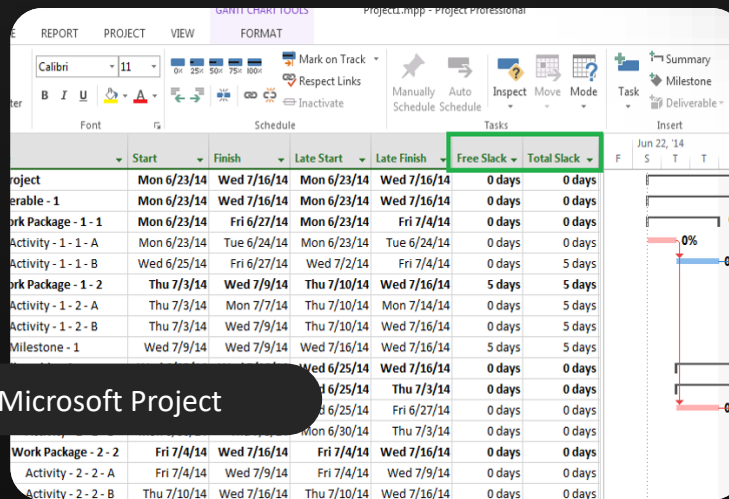 GANTT CHART TOOLS Project1.mpp - Project Professional
REPORT PROJECT VIEW FORMAT
Calibri 11
0× 25× 50× 75× 100×
Mark on Track
Respect Links
Inactivate
B I U A
Manually Schedule
Auto Schedule
Inspect Move Mode
Task
Summary
Milestone
Deliverable
Font Schedule Tasks Insert
Jun 22, '14
Start Finish Late Start Late Finish Free Slack Total Slack F S T T
roject Mon 6/23/14 Wed 7/16/14 Mon 6/23/14 Wed 7/16/14 0 days 0 days
erable - 1 Mon 6/23/14 Wed 7/16/14 Mon 6/23/14 Wed 7/16/14 0 days 0 days
ork Package - 1 - 1 Mon 6/23/14 Fri 6/27/14 Mon 6/23/14 Fri 7/4/14 0 days 0 days
Activity - 1 - 1 - A Mon 6/23/14 Tue 6/24/14 Mon 6/23/14 Tue 6/24/14 0 days 0 days 0%
Activity - 1 - 1 - B Wed 6/25/14 Fri 6/27/14 Wed 7/2/14 Fri 7/4/14 0 days 5 days
ork Package - 1 - 2 Thu 7/3/14 Wed 7/9/14 Thu 7/10/14 Wed 7/16/14 5 days 5 days
Activity - 1 - 2 - A Thu 7/3/14 Mon 7/7/14 Thu 7/10/14 Mon 7/14/14 0 days 5 days
Activity - 1 - 2 - B Thu 7/3/14 Wed 7/9/14 Thu 7/10/14 Wed 7/16/14 0 days 5 days
Milestone - 1 Wed 7/9/14 Wed 7/9/14 Wed 7/16/14 Wed 7/16/14 5 days 5 days
Wed 6/25/14 Wed 7/16/14 0 days 0 days
d 6/25/14 Thu 7/3/14 0 days 0 days
Microsoft Project
d 6/25/14 Fri 6/27/14 0 days 0 days
Mon 6/30/14 Thu 7/3/14 0 days 0 days
Work Package - 2 - 2 Fri 7/4/14 Wed 7/16/14 Fri 7/4/14 Wed 7/16/14 0 days 0 days
Activity - 2 - 2 - A Fri 7/4/14 Wed 7/9/14 Fri 7/4/14 Wed 7/9/14 0 days 0 days
Activity - 2 - 2 - B Thu 7/10/14 Wed 7/16/14 Thu 7/10/14 Wed 7/16/14 0 days 0 days